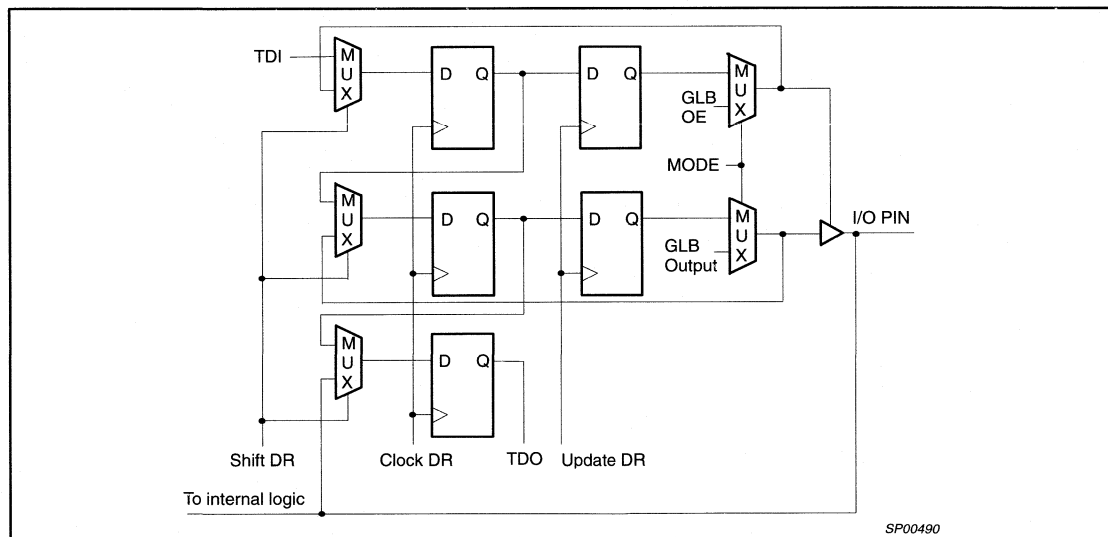 TDI
M
U
X
D Q
D Q
GLB
OE
M
U
X
MODE
M
U
X
D Q
D Q
GLB
Output
M
U
X
I/O PIN
M
U
X
D Q
Shift DR
Clock DR
TDO
Update DR
To internal logic
SP00490